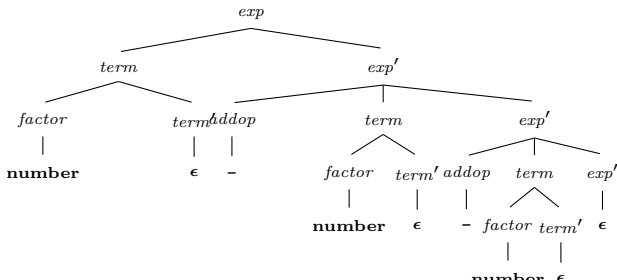 exp
term exp′
factor term′ addop term exp′
number ϵ – factor term′ addop term exp′
number ϵ – factor term′ ϵ
number ϵ